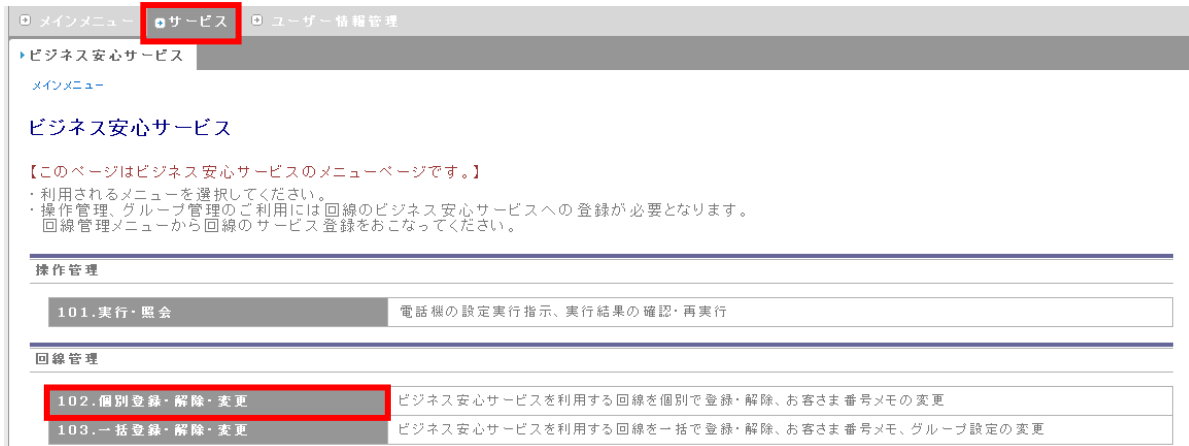 メインメニュー サービス ユーザー情報管理
ビジネス安心サービス
メインメニュー
ビジネス安心サービス
【このページはビジネス安心サービスのメニューページです。】
・利用されるメニューを選択してください。
・操作管理、グループ管理のご利用には回線のビジネス安心サービスへの登録が必要となります。
回線管理メニューから回線のサービス登録をおこなってください。
操作管理
101.実行・照会 電話機の設定実行指示、実行結果の確認・再実行
回線管理
102.個別登録・解除・変更 ビジネス安心サービスを利用する回線を個別で登録・解除、お客さま番号メモの変更
103.一括登録・解除・変更 ビジネス安心サービスを利用する回線を一括で登録・解除、お客さま番号メモ、グループ設定の変更